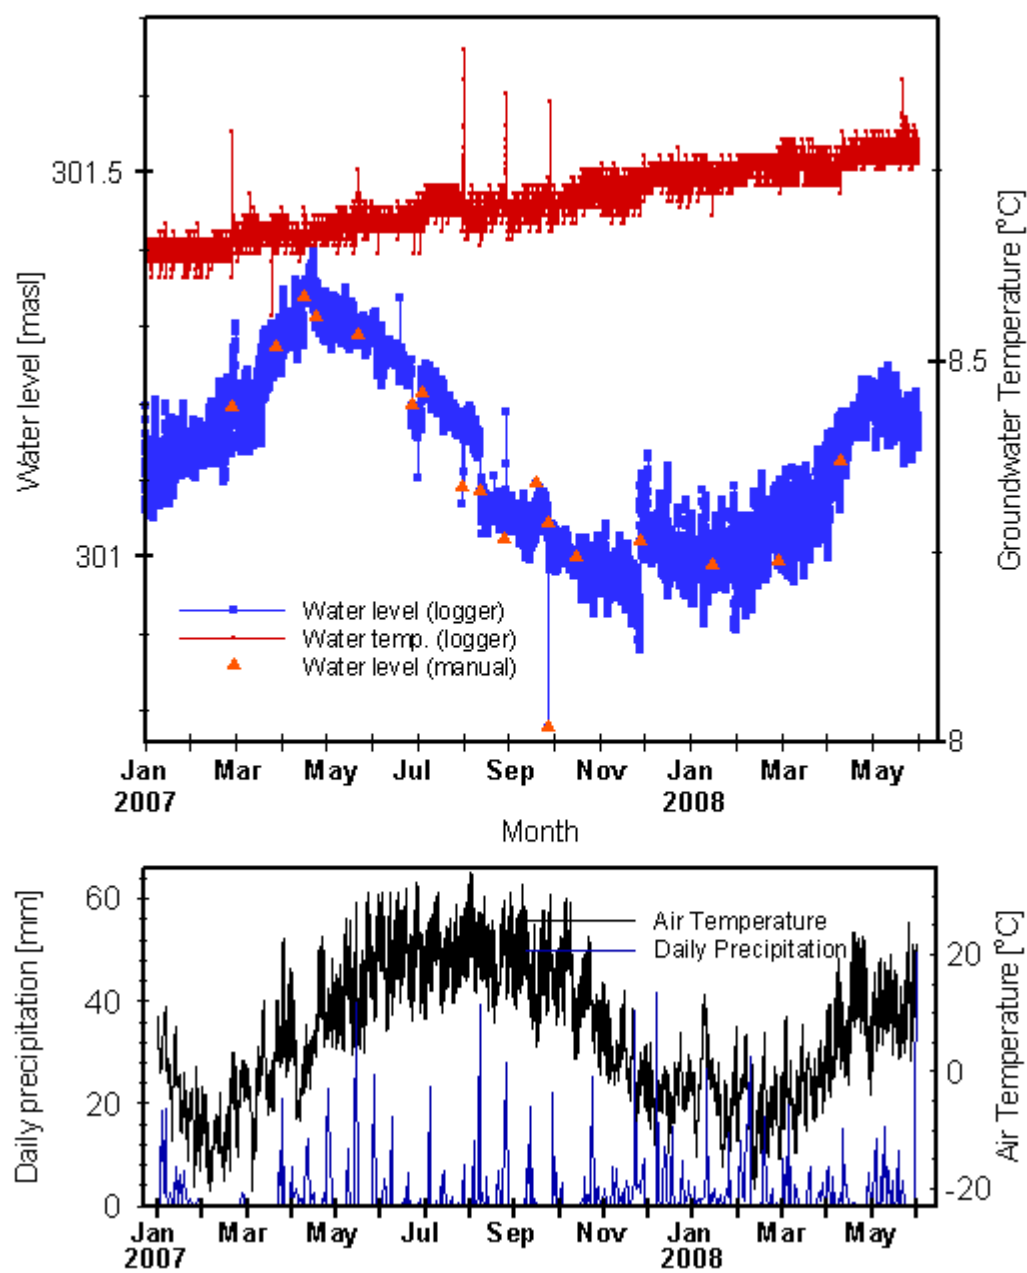 301.5
301
Water level [masl]
8.5
8
Groundwater Temperature [°C]
Water level (logger)
Water temp. (logger)
Water level (manual)
Jan Mar May Jul Sep Nov Jan Mar May
2007 2008
Month
60
40
20
0
Daily precipitation [mm]
Air Temperature
Daily Precipitation
20
0
-20
Air Temperature [°C]
Jan Mar May Jul Sep Nov Jan Mar May
2007 2008